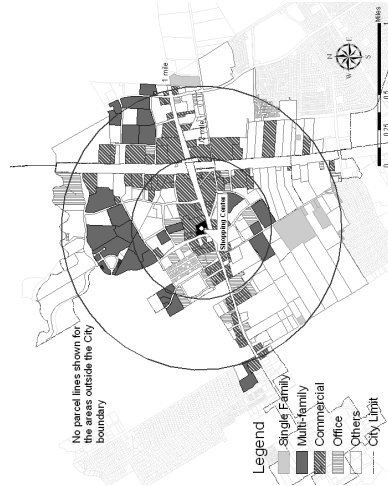 No parcel lines shown for
the areas outside the City
boundary
1 mile
1/2 mile
Shopping Center
N
W
E
S
Legend
Single Family
Multi-family
Commercial
Office
Others
City Limit
0
0.25
0.5
1
Miles